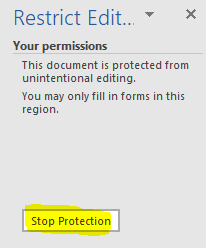 Restrict Edit...
Your permissions
This document is protected from
unintentional editing.
You may only fill in forms in this
region.
Stop Protection